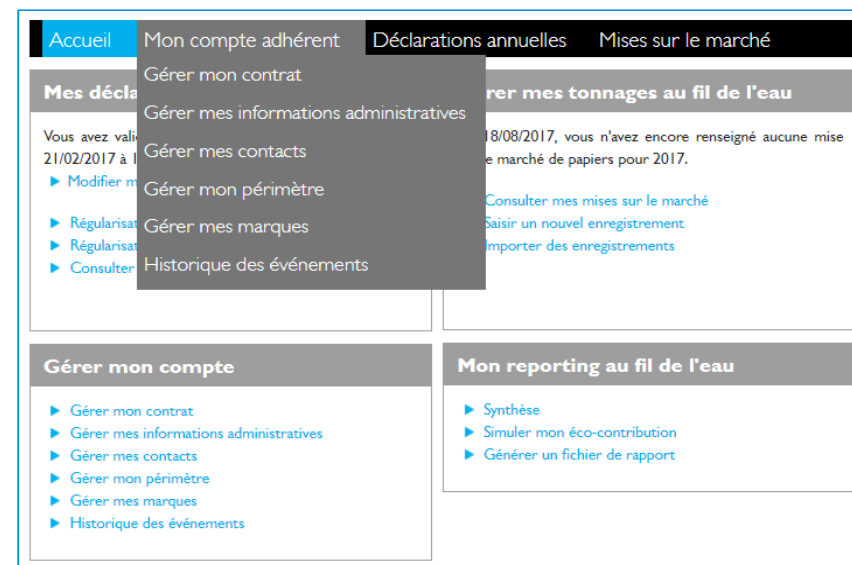 Accueil Mon compte adhérent Déclarations annuelles Mises sur le marché
Gérer mon contrat
Gérer mes informations administratives
Gérer mes contacts
Gérer mon périmètre
Gérer mes marques
Historique des événements
Mes décla
Vous avez vali
21/02/2017 à
Modifier
Régularisat
Régularisat
Consulter
rer mes tonnages au fil de l'eau
18/08/2017, vous n'avez encore renseigné aucune mise
e marché de papiers pour 2017.
Consulter mes mises sur le marché
Saisir un nouvel enregistrement
Importer des enregistrements
Gérer mon compte
Gérer mon contrat
Gérer mes informations administratives
Gérer mes contacts
Gérer mon périmètre
Gérer mes marques
Historique des événements
Mon reporting au fil de l'eau
Synthèse
Simuler mon éco-contribution
Générer un fichier de rapport